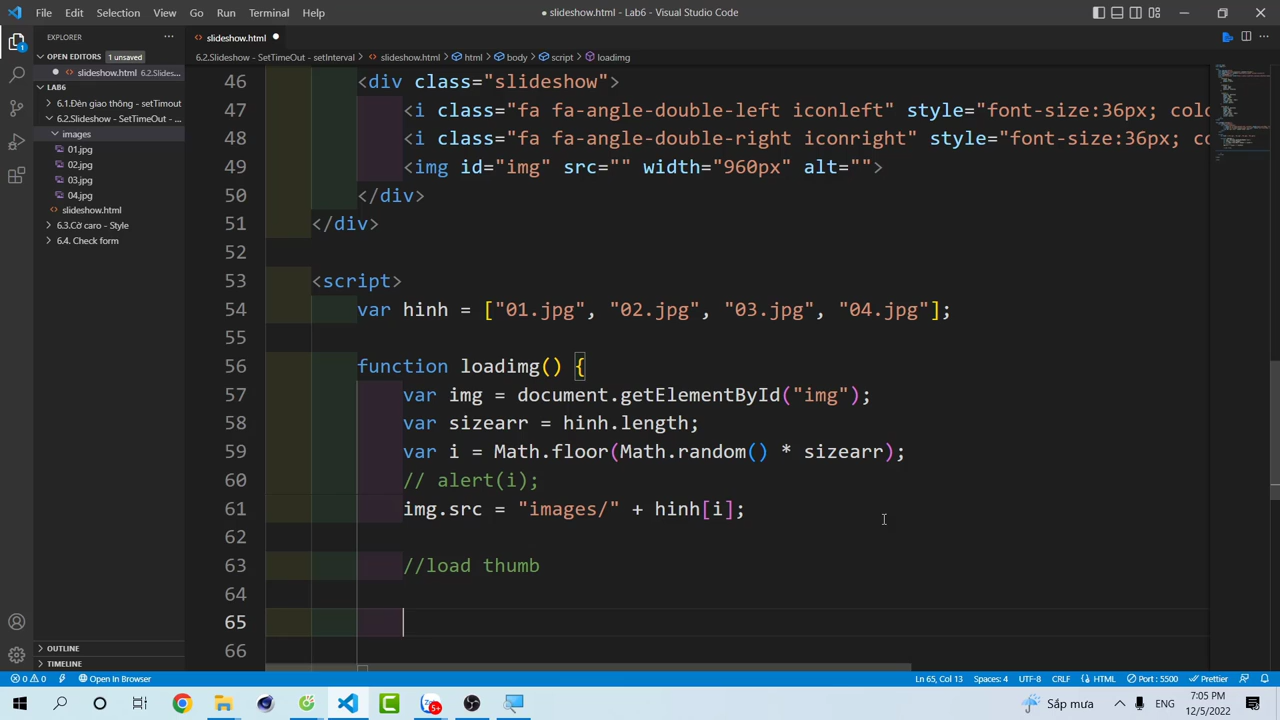 File Edit Selection View Go Run Terminal Help
● slideshow.html - Lab6 - Visual Studio Code
EXPLORER ···
<> slideshow.html ●
OPEN EDITORS 1 unsaved
● <> slideshow.html 6.2.Slidesh...
6.2.Slideshow - SetTimeOut - setInterval > <> slideshow.html > html > body > script > loadimg
LAB6
6.1.Đèn giao thông - setTimout
6.2.Slideshow - SetTimeOut - ...
images
01.jpg
02.jpg
03.jpg
04.jpg
<> slideshow.html
6.3.Cờ caro - Style
6.4. Check form
46 <div class="slideshow">
47 <i class="fa fa-angle-double-left iconleft" style="font-size:36px; colo
48 <i class="fa fa-angle-double-right iconright" style="font-size:36px; co
49 <img id="img" src="" width="960px" alt="">
50 </div>
51 </div>
52
53 <script>
54 var hinh = ["01.jpg", "02.jpg", "03.jpg", "04.jpg"];
55
56 function loadimg() {
57 var img = document.getElementById("img");
58 var sizearr = hinh.length;
59 var i = Math.floor(Math.random() * sizearr);
60 // alert(i);
61 img.src = "images/" + hinh[i];
62
63 //load thumb
64
65
66
OUTLINE
TIMELINE
0 0 Open In Browser Ln 65, Col 13 Spaces: 4 UTF-8 CRLF HTML Port : 5500 Prettier
5+ Sắp mưa ENG 7:05 PM
12/5/2022